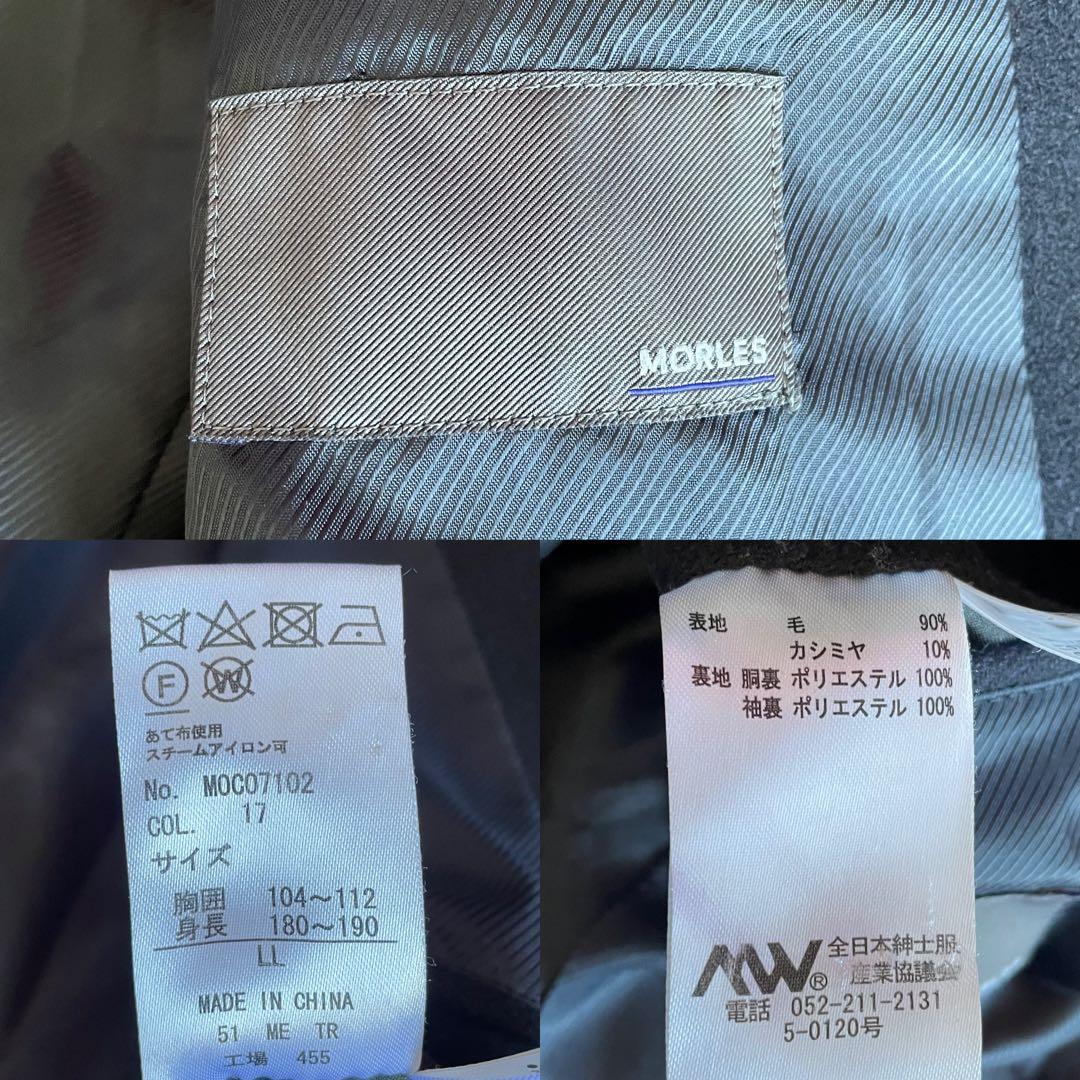 MORLES
F W
あて布使用
スチームアイロン可
No. MOC07102
COL. 17
サイズ
胸囲 104～112
身長 180～190
LL
MADE IN CHINA
51 ME TR
工場 455
表地 毛 90%
カシミヤ 10%
裏地 胴裏 ポリエステル 100%
袖裏 ポリエステル 100%
MW® 全日本紳士服
産業協議会
電話 052-211-2131
5-0120号